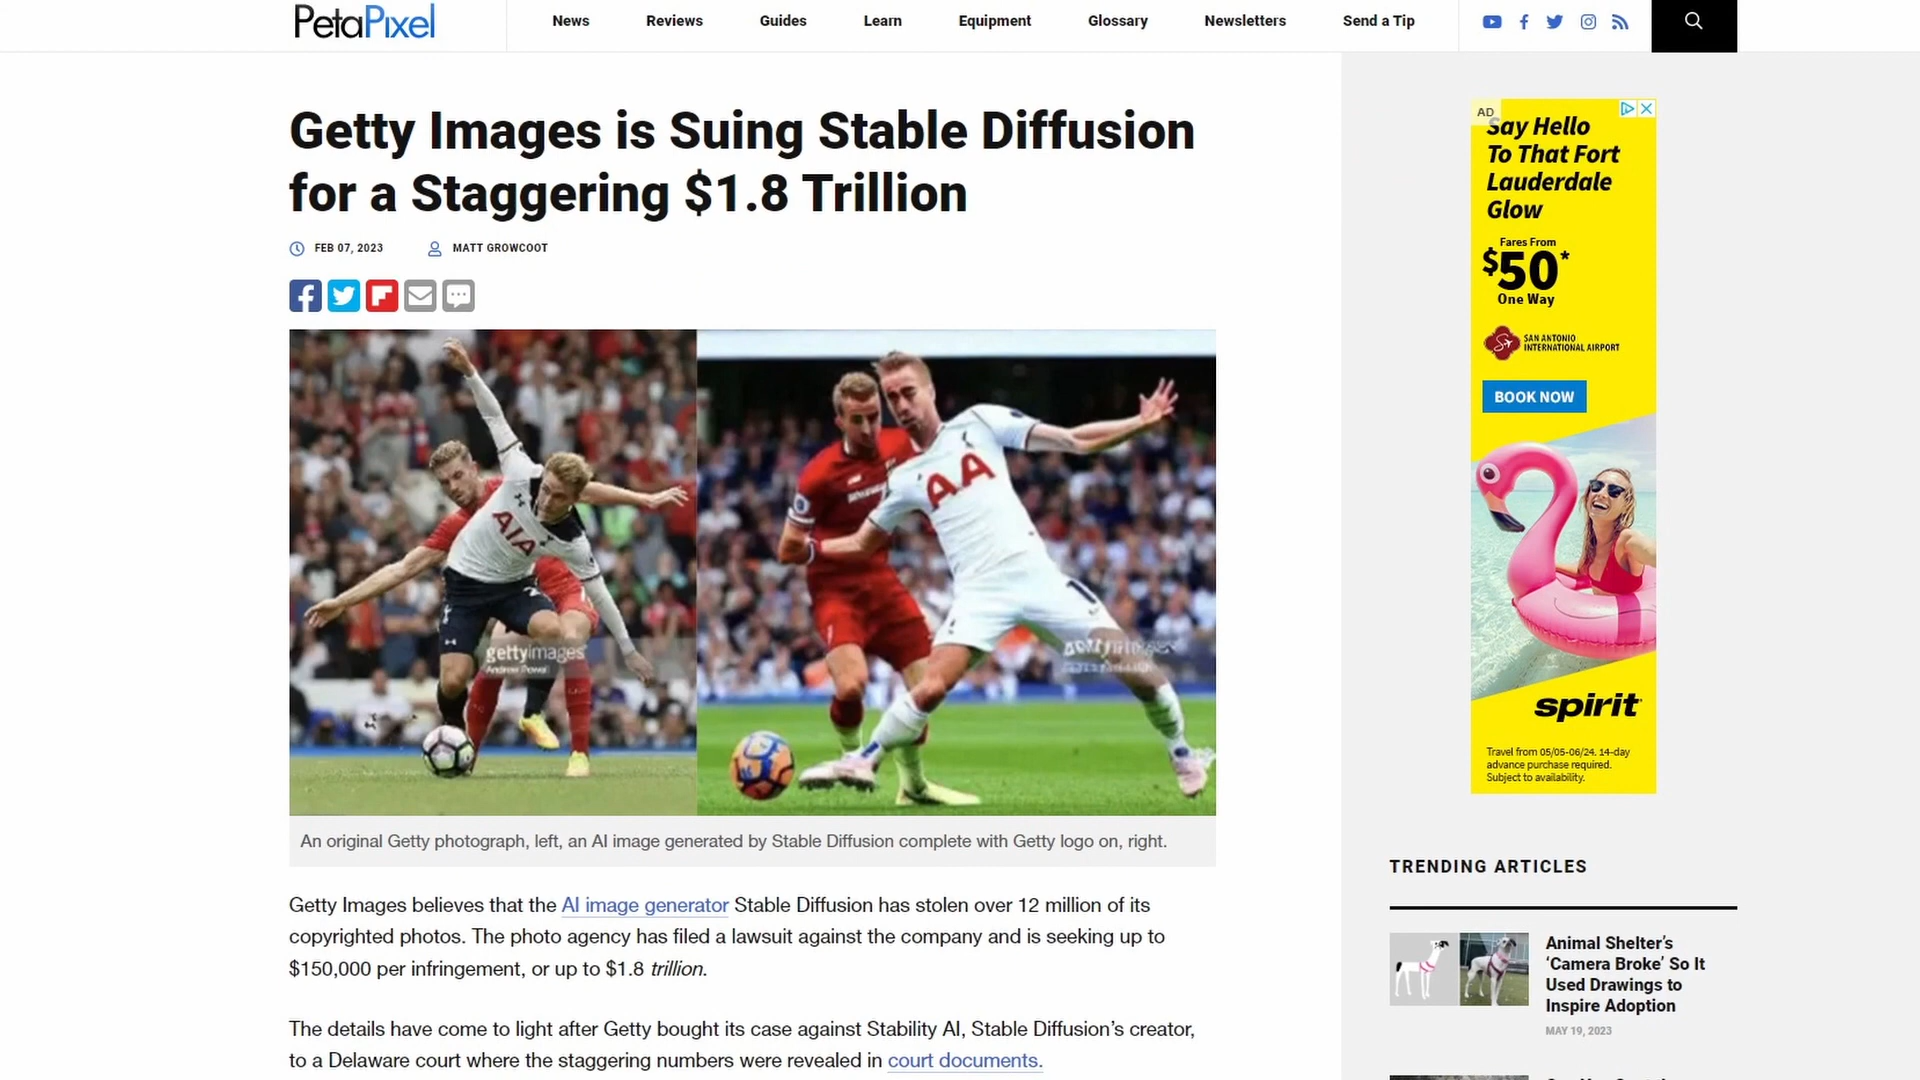 PetaPixel
News
Reviews
Guides
Learn
Equipment
Glossary
Newsletters
Send a Tip
Getty Images is Suing Stable Diffusion
for a Staggering $1.8 Trillion
FEB 07, 2023
MATT GROWCOOT
AIA
gettyimages
AA
An original Getty photograph, left, an AI image generated by Stable Diffusion complete with Getty logo on, right.
Getty Images believes that the AI image generator Stable Diffusion has stolen over 12 million of its
copyrighted photos. The photo agency has filed a lawsuit against the company and is seeking up to
$150,000 per infringement, or up to $1.8 trillion.
The details have come to light after Getty bought its case against Stability AI, Stable Diffusion’s creator,
to a Delaware court where the staggering numbers were revealed in court documents.
AD
Say Hello
To That Fort
Lauderdale
Glow
Fares From
$50*
One Way
SAN ANTONIO
INTERNATIONAL AIRPORT
BOOK NOW
spirit
Travel from 05/05-06/24. 14-day
advance purchase required.
Subject to availability.
TRENDING ARTICLES
Animal Shelter’s
‘Camera Broke’ So It
Used Drawings to
Inspire Adoption
MAY 19, 2023